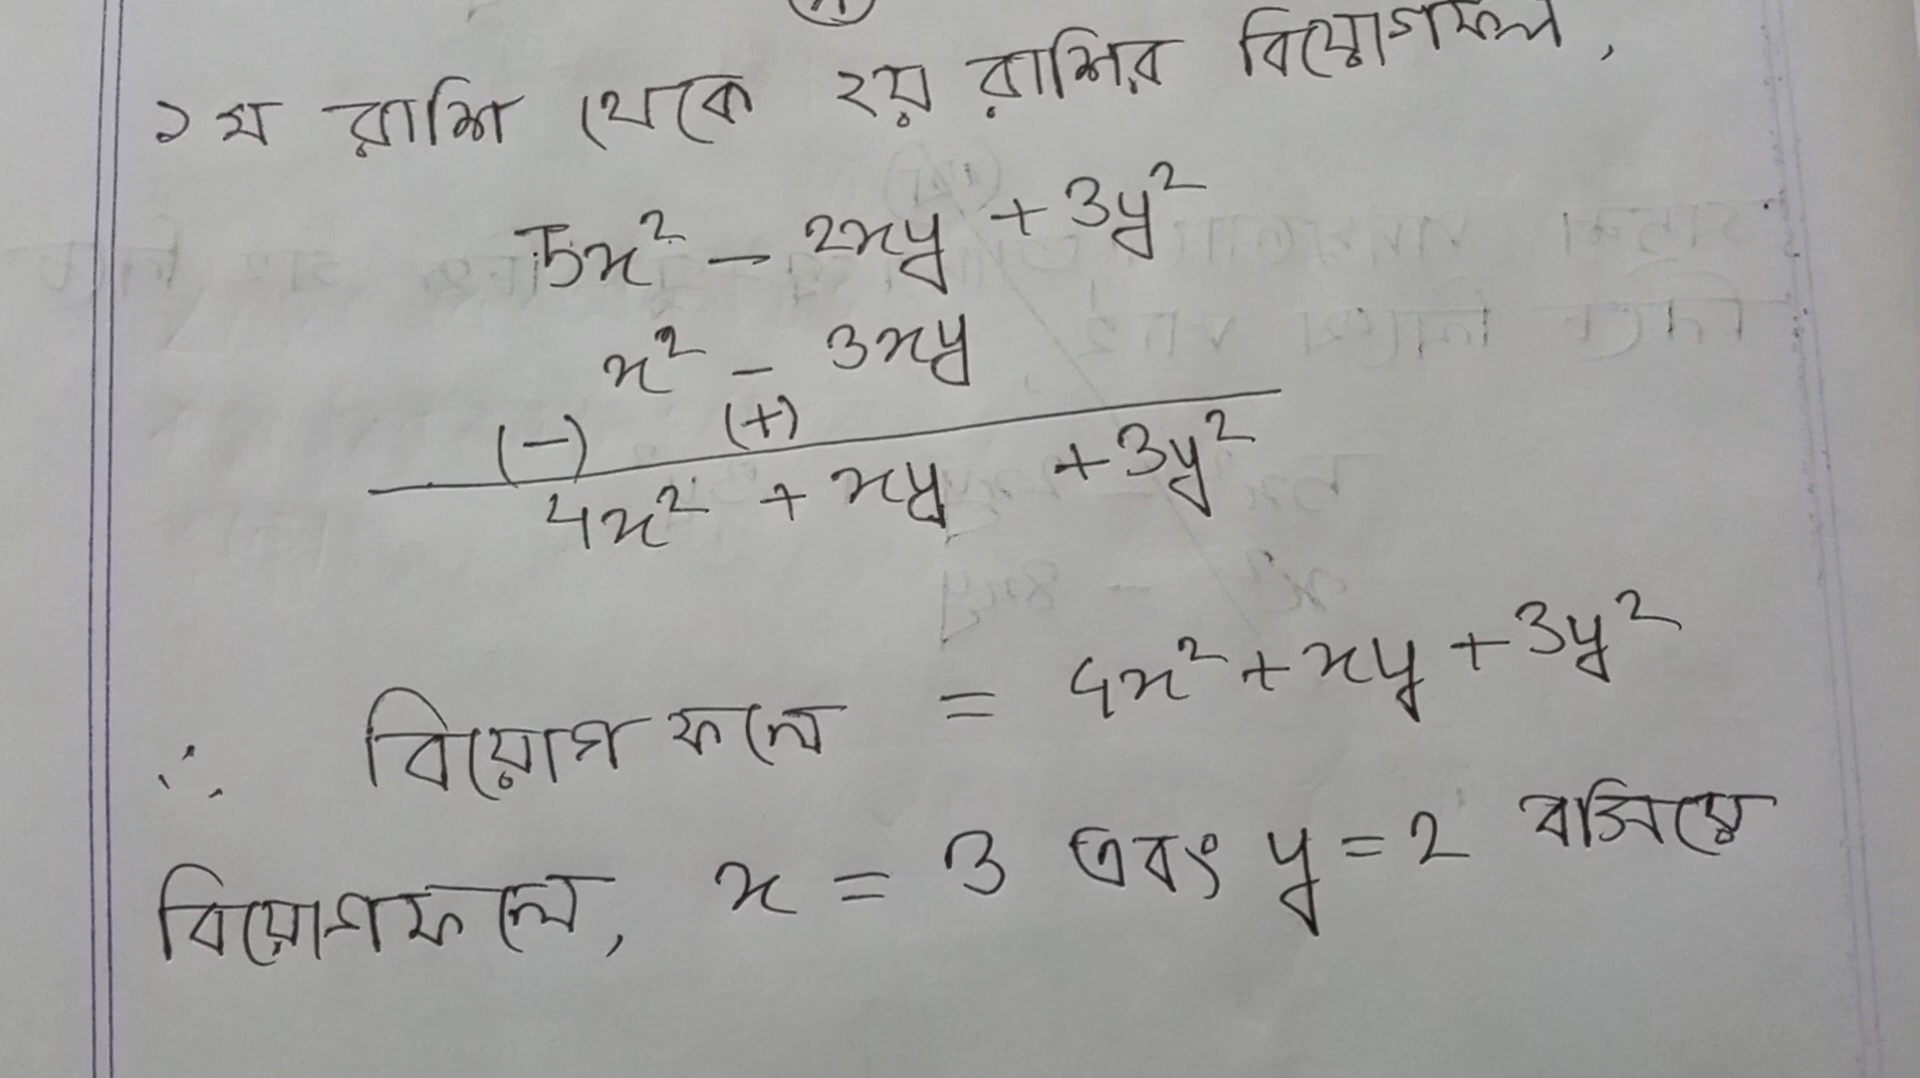 ১ম রাশি থেকে ২য় রাশির বিয়োগফল,
5x² - 2xy + 3y²
x² - 3xy
(-) (+)
4x² + xy + 3y²
∴ বিয়োগ ফলে = 4x² + xy + 3y²
বিয়োগফলে, x = 3 এবং y = 2 বসিয়ে